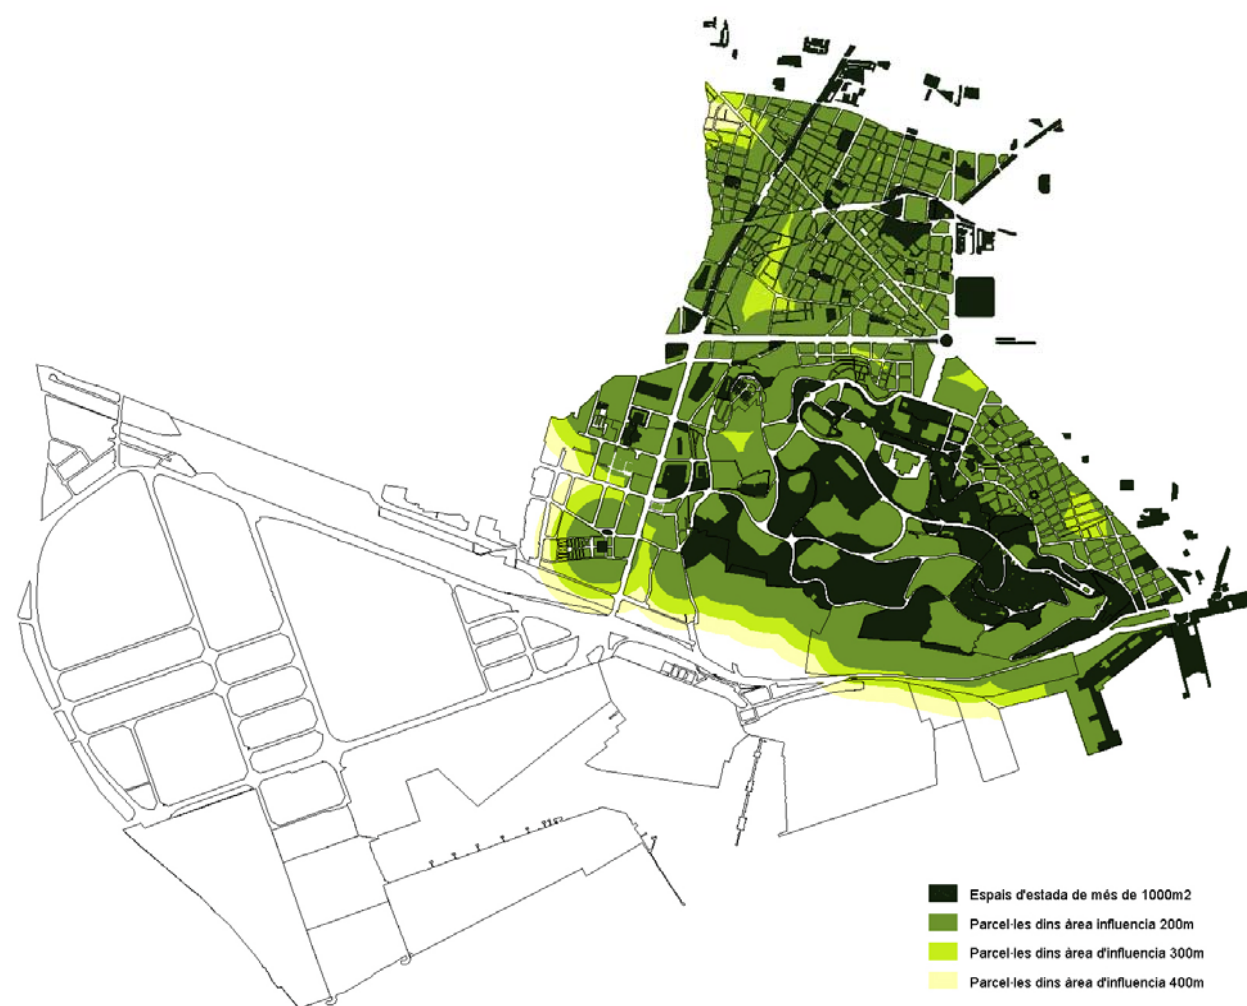 Espais d'estada de més de 1000m2
Parcel·les dins àrea influencia 200m
Parcel·les dins àrea d'influencia 300m
Parcel·les dins àrea d'influencia 400m